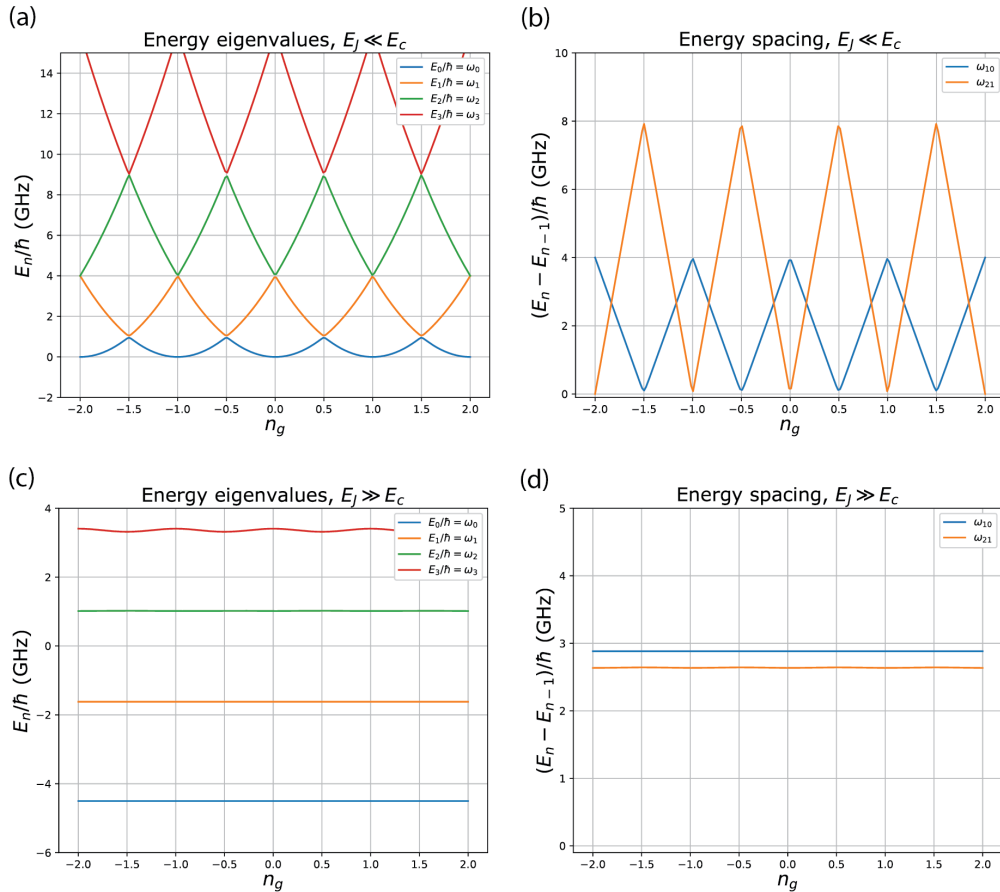 (a)
Energy eigenvalues, E_J ≪ E_c
E_0/ħ = ω_0
E_1/ħ = ω_1
E_2/ħ = ω_2
E_3/ħ = ω_3
E_n/ħ (GHz)
14
12
10
8
6
4
2
0
−2
−2.0 −1.5 −1.0 −0.5 0.0 0.5 1.0 1.5 2.0
n_g
(b)
Energy spacing, E_J ≪ E_c
ω_10
ω_21
(E_n − E_{n−1})/ħ (GHz)
10
8
6
4
2
0
−2.0 −1.5 −1.0 −0.5 0.0 0.5 1.0 1.5 2.0
n_g
(c)
Energy eigenvalues, E_J ≫ E_c
E_0/ħ = ω_0
E_1/ħ = ω_1
E_2/ħ = ω_2
E_3/ħ = ω_3
E_n/ħ (GHz)
4
2
0
−2
−4
−6
−2.0 −1.5 −1.0 −0.5 0.0 0.5 1.0 1.5 2.0
n_g
(d)
Energy spacing, E_J ≫ E_c
ω_10
ω_21
(E_n − E_{n−1})/ħ (GHz)
5
4
3
2
1
0
−2.0 −1.5 −1.0 −0.5 0.0 0.5 1.0 1.5 2.0
n_g